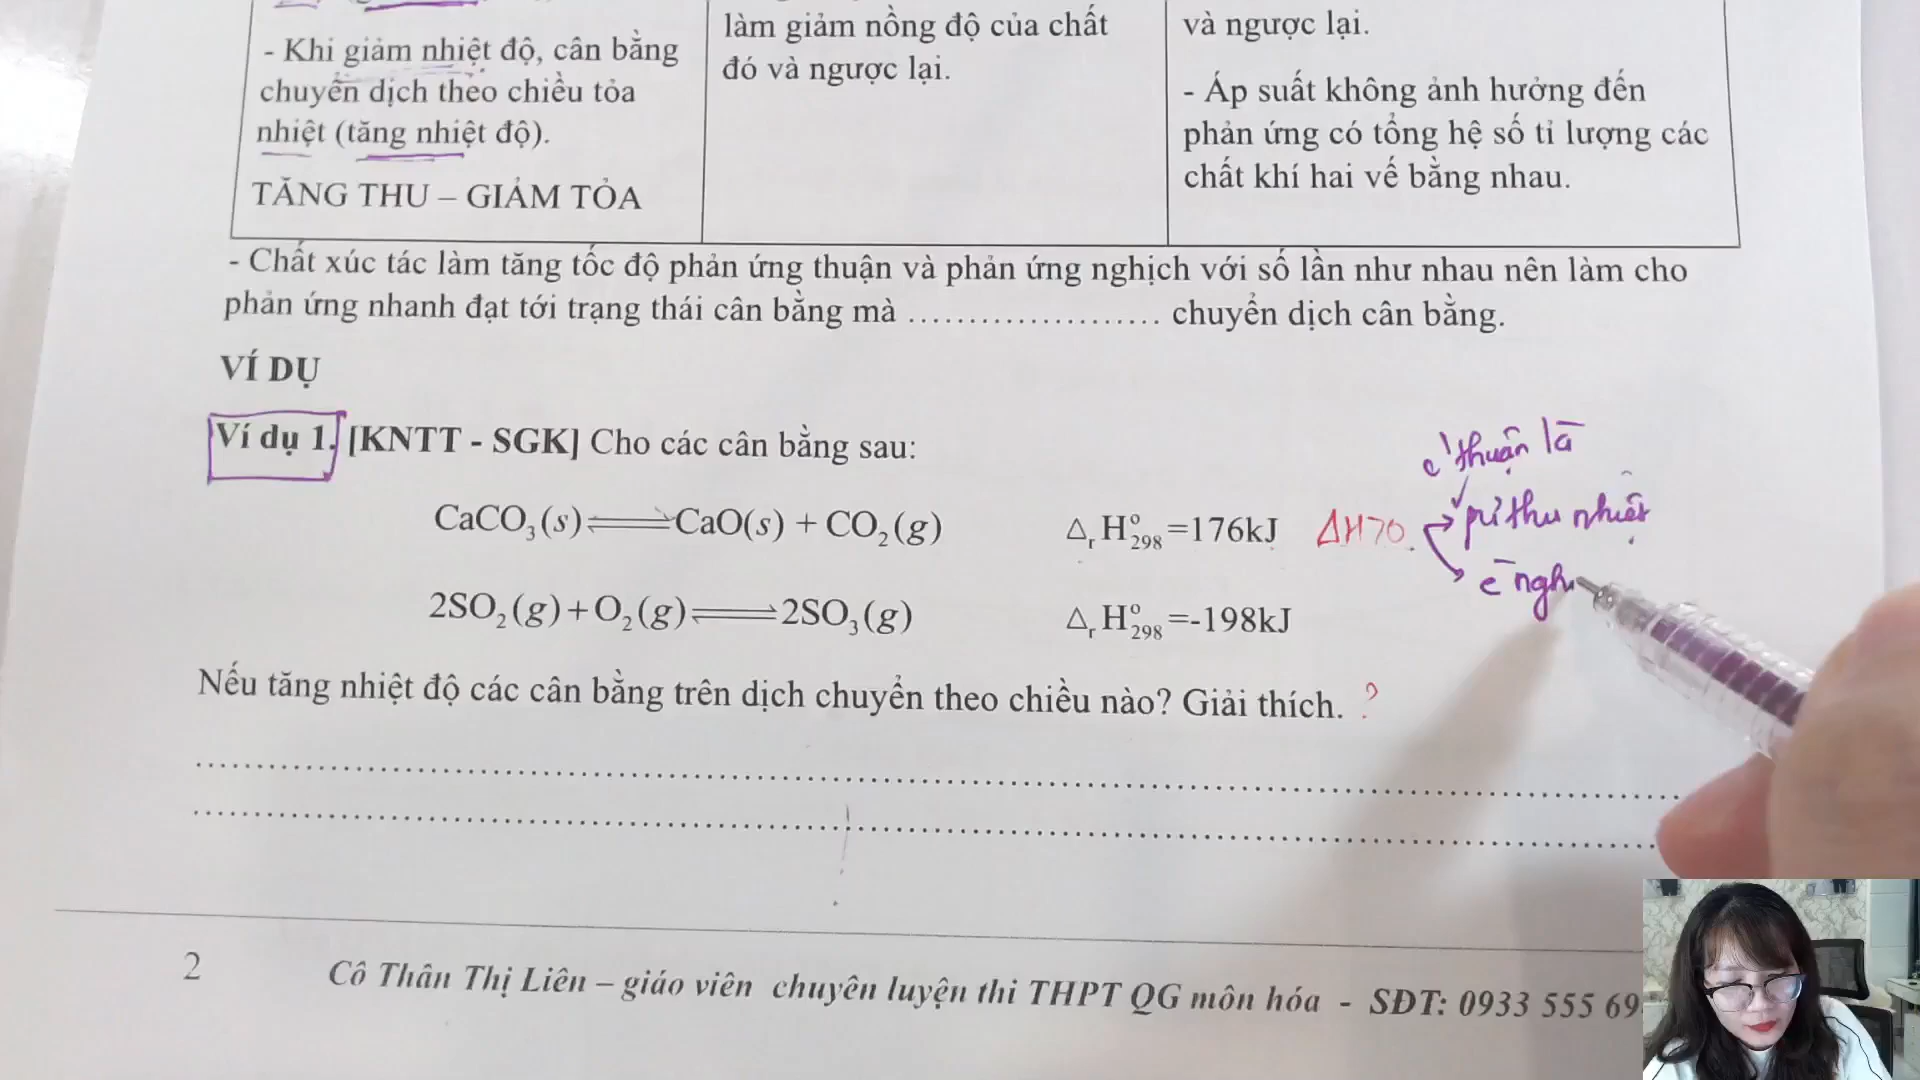 - Khi giảm nhiệt độ, cân bằng
chuyển dịch theo chiều tỏa
nhiệt (tăng nhiệt độ).
TĂNG THU – GIẢM TỎA
làm giảm nồng độ của chất
đó và ngược lại.
và ngược lại.
- Áp suất không ảnh hưởng đến
phản ứng có tổng hệ số tỉ lượng các
chất khí hai vế bằng nhau.
- Chất xúc tác làm tăng tốc độ phản ứng thuận và phản ứng nghịch với số lần như nhau nên làm cho
phản ứng nhanh đạt tới trạng thái cân bằng mà ..................... chuyển dịch cân bằng.
VÍ DỤ
Ví dụ 1. [KNTT - SGK] Cho các cân bằng sau:
CaCO₃(s) ⇌ CaO(s) + CO₂(g) ΔᵣH°₂₉₈=176kJ ΔH>0
thuận là
pư thu nhiệt
2SO₂(g)+O₂(g) ⇌ 2SO₃(g) ΔᵣH°₂₉₈=-198kJ
Nếu tăng nhiệt độ các cân bằng trên dịch chuyển theo chiều nào? Giải thích. ?
2
Cô Thân Thị Liên – giáo viên chuyên luyện thi THPT QG môn hóa - SĐT: 0933 555 69